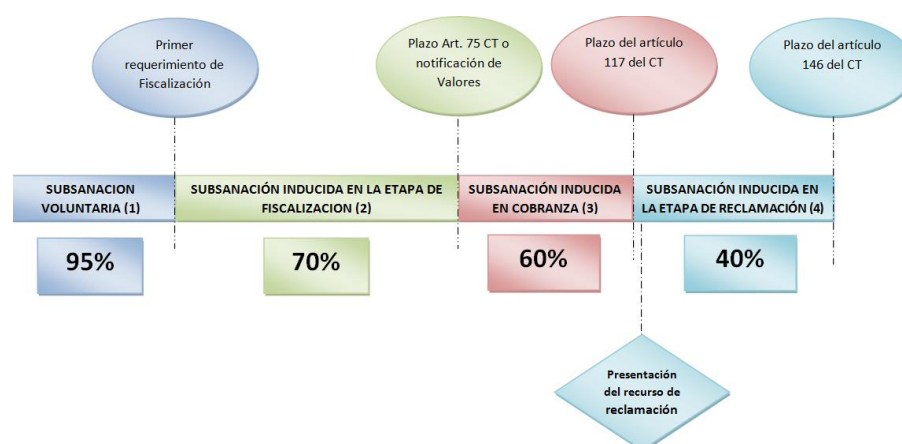 Primer
requerimiento de
Fiscalización
Plazo Art. 75 CT o
notificación de
Valores
Plazo del artículo
117 del CT
Plazo del artículo
146 del CT
SUBSANACION
VOLUNTARIA (1)
SUBSANACIÓN INDUCIDA EN LA ETAPA DE
FISCALIZACION (2)
SUBSANACIÓN INDUCIDA
EN COBRANZA (3)
SUBSANACIÓN INDUCIDA EN
LA ETAPA DE RECLAMACIÓN (4)
95%
70%
60%
40%
Presentación
del recurso de
reclamación